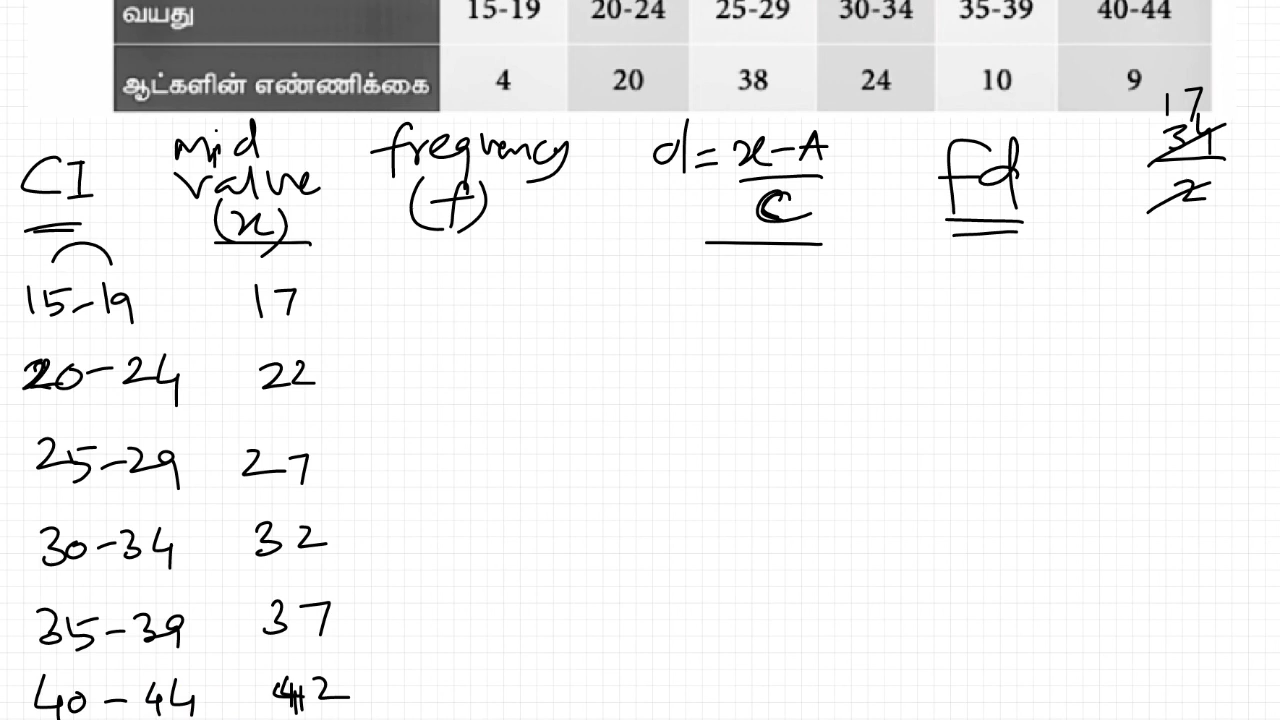 வயது 15-19 20-24 25-29 30-34 35-39 40-44
ஆட்களின் எண்ணிக்கை 4 20 38 24 10 9
CI mid value (x) frequency (f) d = x-A / C Fd 17 34 / 2
15-19 17
20-24 22
25-29 27
30-34 32
35-39 37
40-44 42